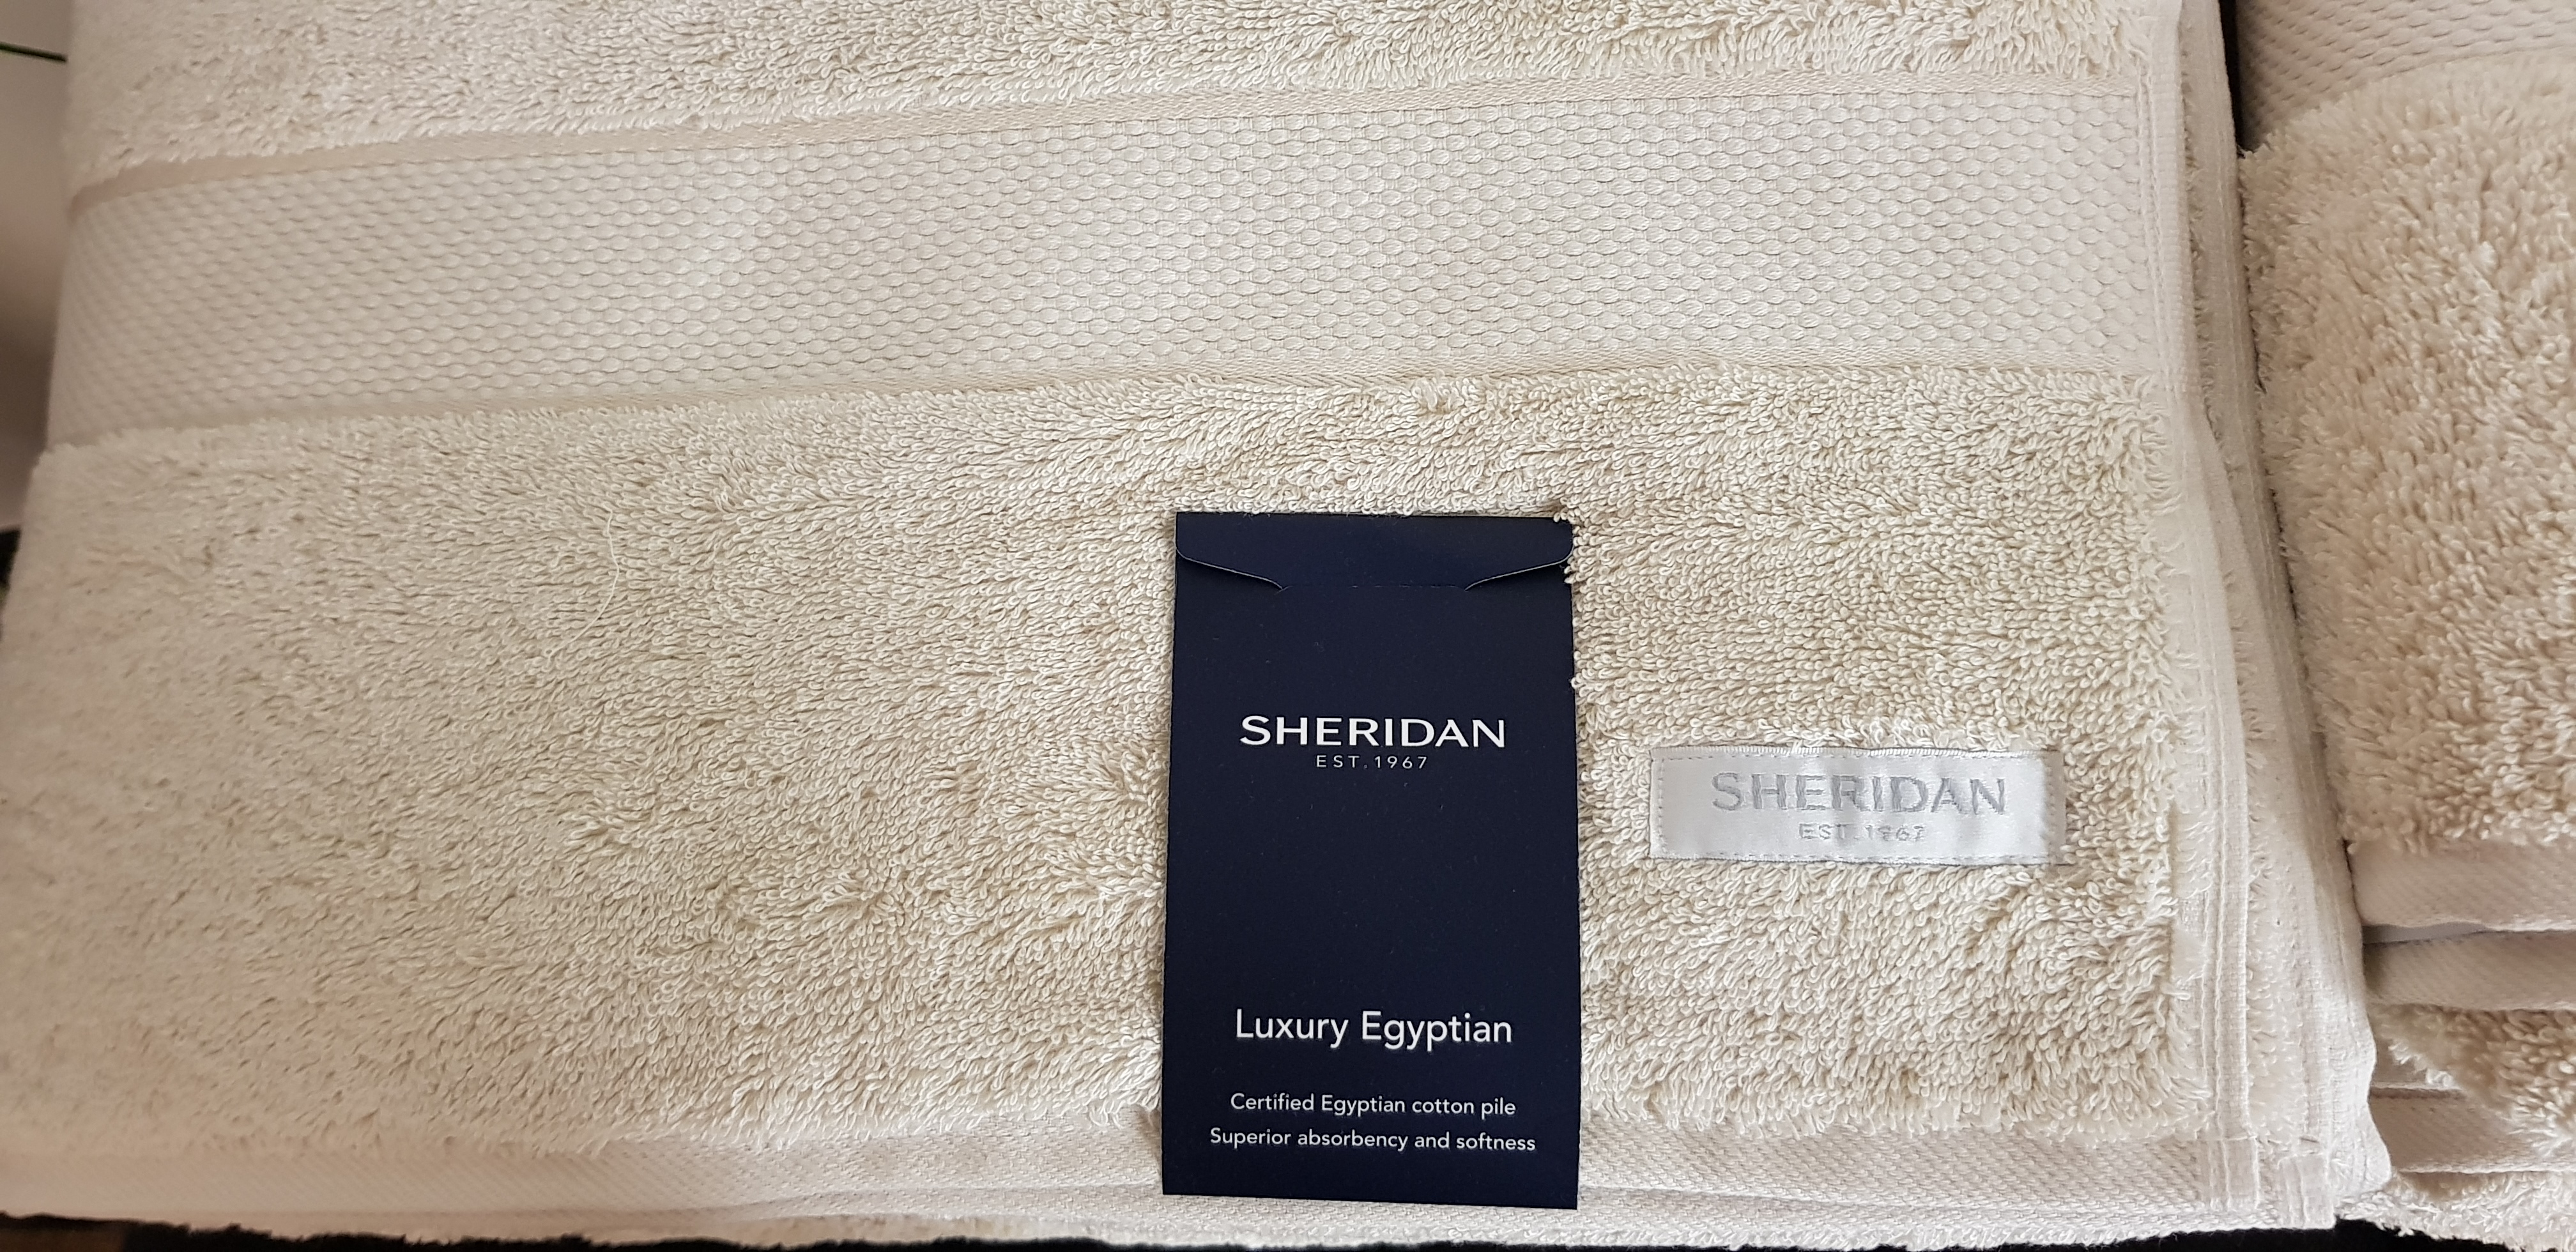 SHERIDAN
EST. 1967
Luxury Egyptian
Certified Egyptian cotton pile
Superior absorbency and softness
SHERIDAN
EST. 1967